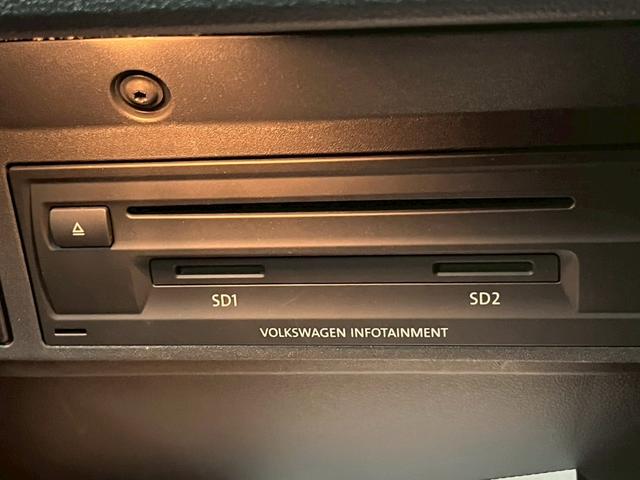 SD1 SD2
VOLKSWAGEN INFOTAINMENT